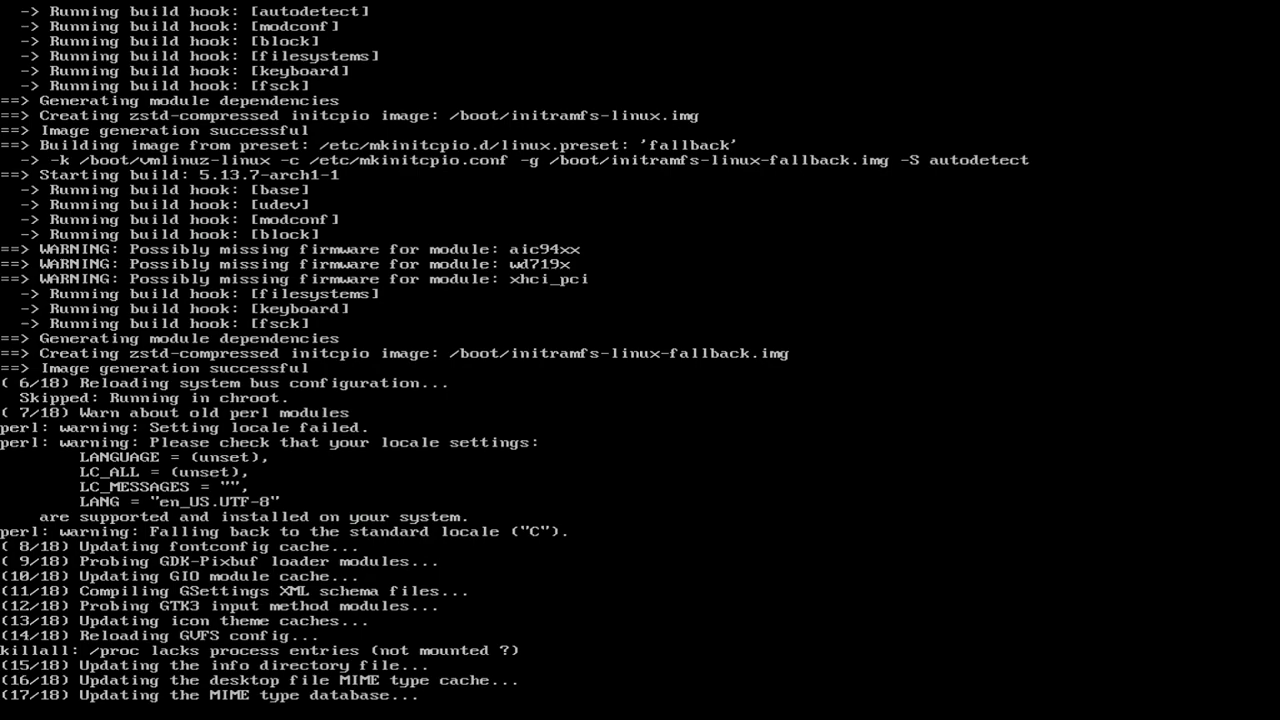 -> Running build hook: [autodetect]
  -> Running build hook: [modconf]
  -> Running build hook: [block]
  -> Running build hook: [filesystems]
  -> Running build hook: [keyboard]
  -> Running build hook: [fsck]
==> Generating module dependencies
==> Creating zstd-compressed initcpio image: /boot/initramfs-linux.img
==> Image generation successful
==> Building image from preset: /etc/mkinitcpio.d/linux.preset: 'fallback'
  -> -k /boot/vmlinuz-linux -c /etc/mkinitcpio.conf -g /boot/initramfs-linux-fallback.img -S autodetect
==> Starting build: 5.13.7-arch1-1
  -> Running build hook: [base]
  -> Running build hook: [udev]
  -> Running build hook: [modconf]
  -> Running build hook: [block]
==> WARNING: Possibly missing firmware for module: aic94xx
==> WARNING: Possibly missing firmware for module: wd719x
==> WARNING: Possibly missing firmware for module: xhci_pci
  -> Running build hook: [filesystems]
  -> Running build hook: [keyboard]
  -> Running build hook: [fsck]
==> Generating module dependencies
==> Creating zstd-compressed initcpio image: /boot/initramfs-linux-fallback.img
==> Image generation successful
( 6/18) Reloading system bus configuration...
  Skipped: Running in chroot.
( 7/18) Warn about old perl modules
perl: warning: Setting locale failed.
perl: warning: Please check that your locale settings:
        LANGUAGE = (unset),
        LC_ALL = (unset),
        LC_MESSAGES = "",
        LANG = "en_US.UTF-8"
    are supported and installed on your system.
perl: warning: Falling back to the standard locale ("C").
( 8/18) Updating fontconfig cache...
( 9/18) Probing GDK-Pixbuf loader modules...
(10/18) Updating GIO module cache...
(11/18) Compiling GSettings XML schema files...
(12/18) Probing GTK3 input method modules...
(13/18) Updating icon theme caches...
(14/18) Reloading GVFS config...
killall: /proc lacks process entries (not mounted ?)
(15/18) Updating the info directory file...
(16/18) Updating the desktop file MIME type cache...
(17/18) Updating the MIME type database...